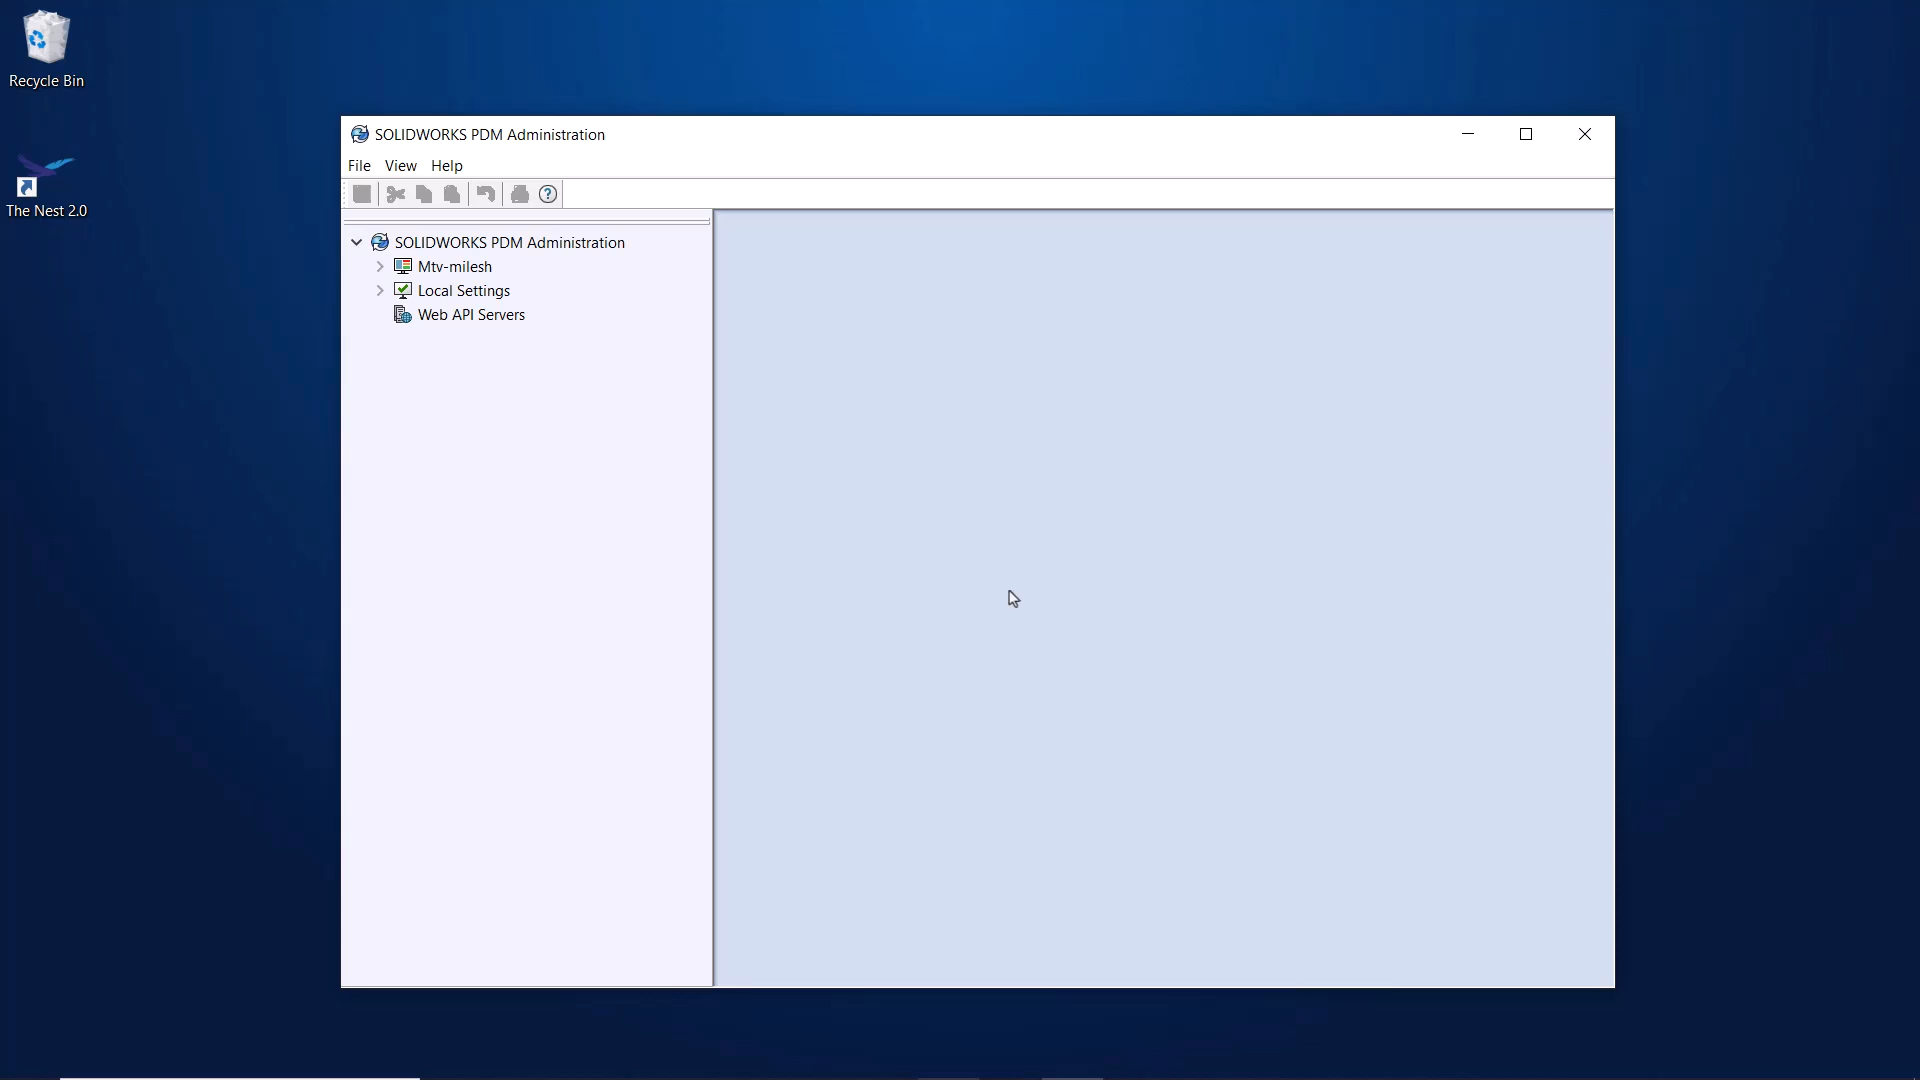 Recycle Bin
The Nest 2.0
SOLIDWORKS PDM Administration
File View Help
SOLIDWORKS PDM Administration
Mtv-milesh
Local Settings
Web API Servers